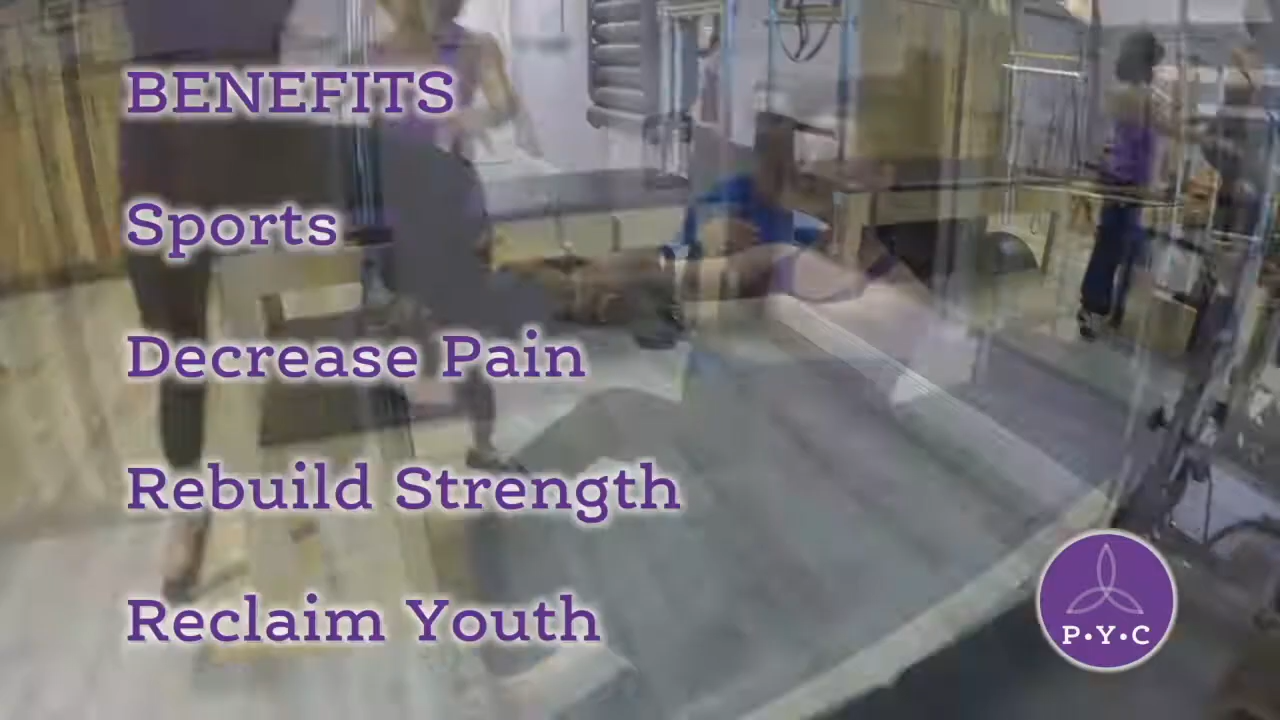 BENEFITS
Sports
Decrease Pain
Rebuild Strength
Reclaim Youth
P•Y•C